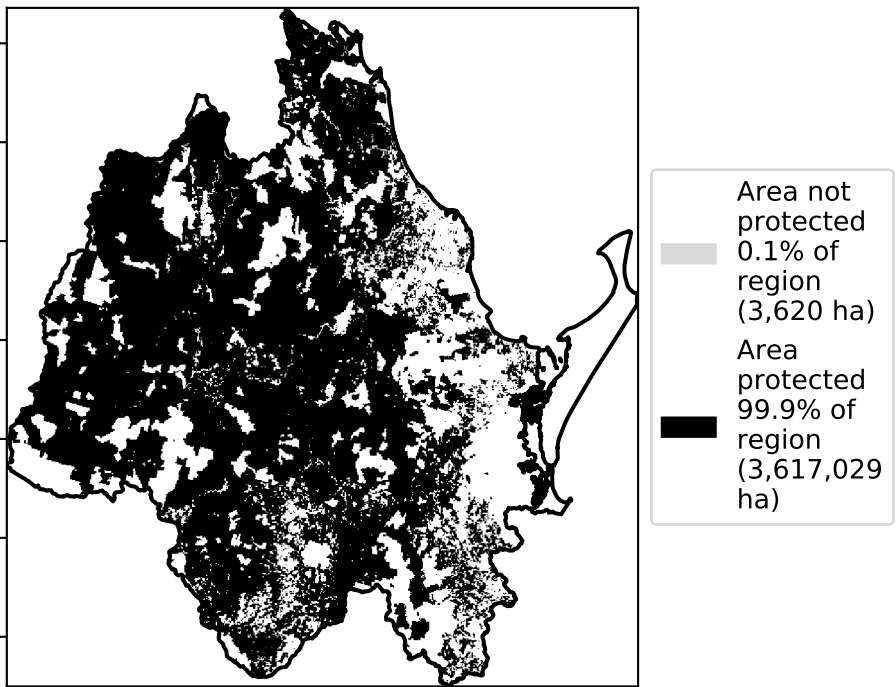 Area not
protected
0.1% of
region
(3,620 ha)
Area
protected
99.9% of
region
(3,617,029
ha)